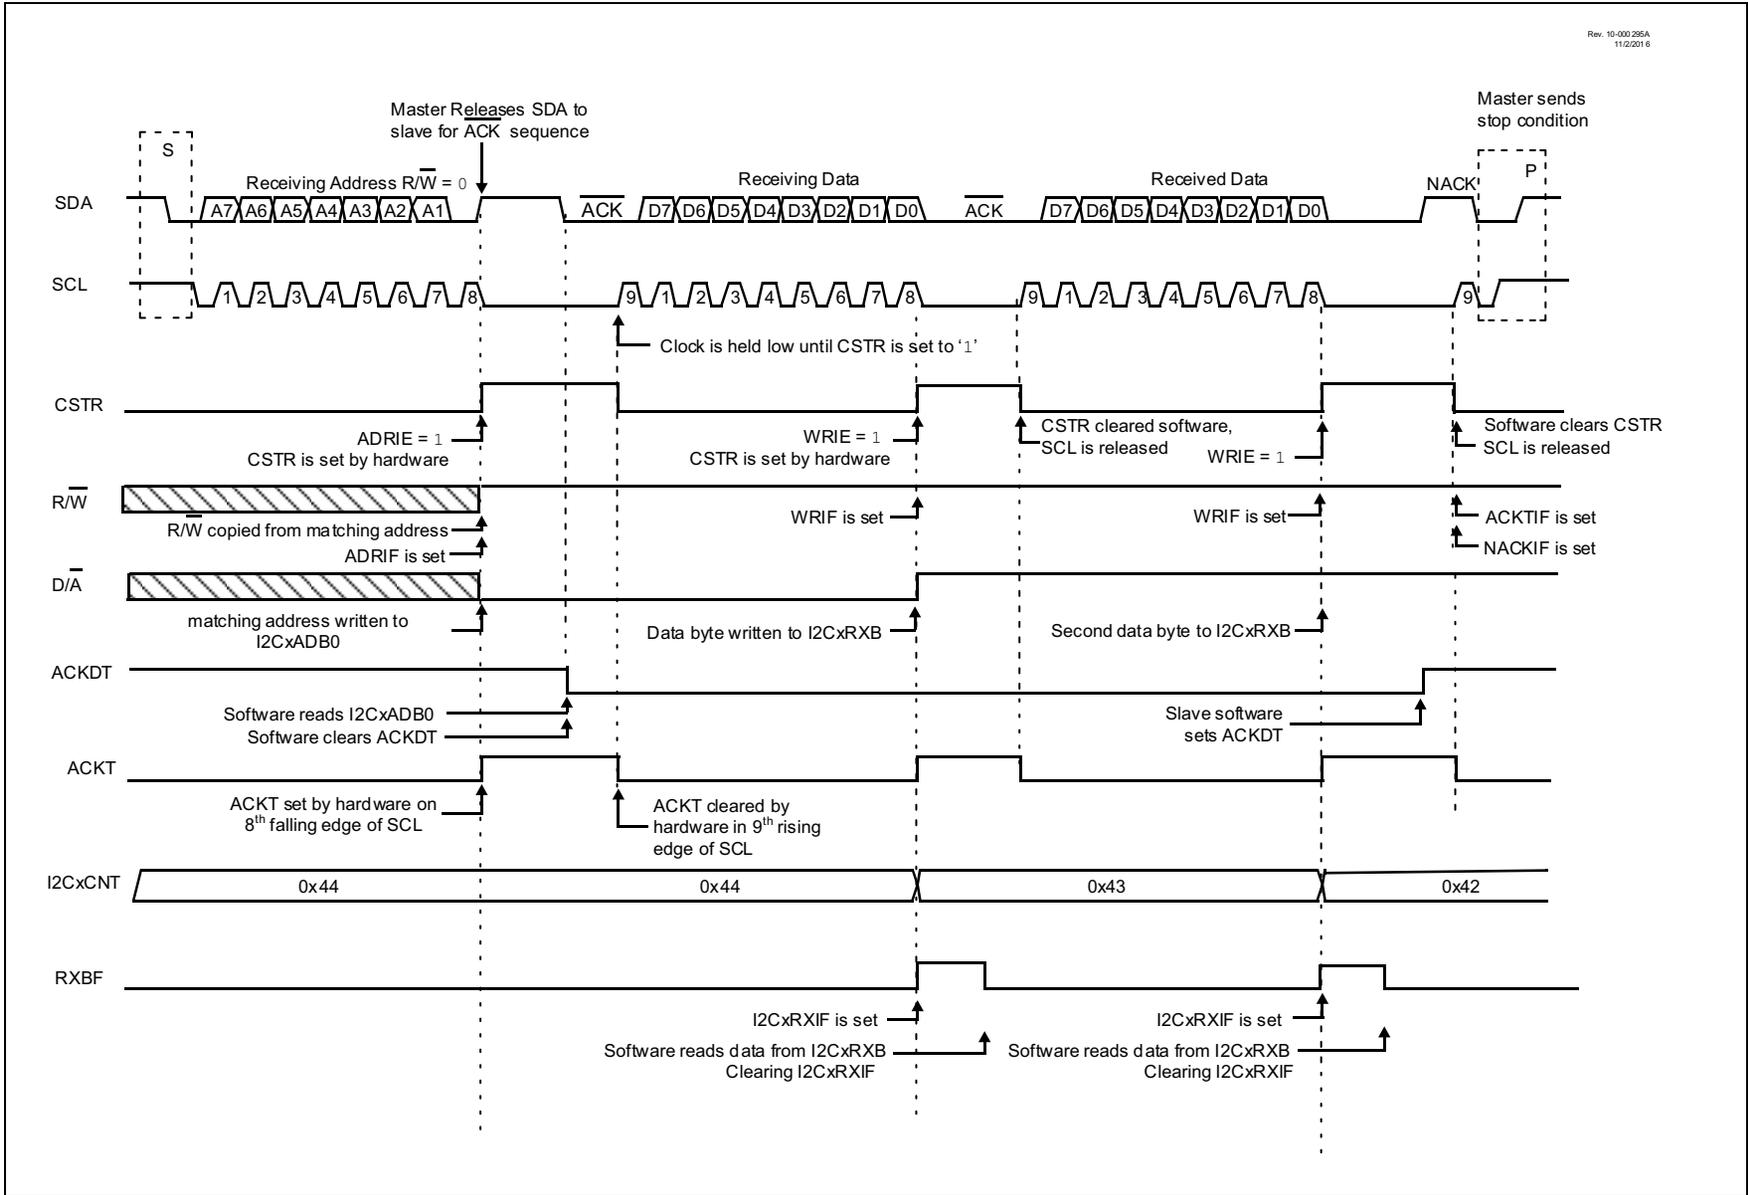 Rev. 10-000 295A
11/2/201 6
Master Releases SDA to
slave for ACK sequence
Master sends
stop condition
S
P
Receiving Address R/W = 0
Receiving Data
Received Data
NACK
SDA
A7 A6 A5 A4 A3 A2 A1
ACK
D7 D6 D5 D4 D3 D2 D1 D0
ACK
D7 D6 D5 D4 D3 D2 D1 D0
SCL
1 2 3 4 5 6 7 8
9 1 2 3 4 5 6 7 8
9 1 2 3 4 5 6 7 8
9
Clock is held low until CSTR is set to ‘1’
CSTR
ADRIE = 1
CSTR is set by hardware
WRIE = 1
CSTR is set by hardware
CSTR cleared software,
SCL is released
WRIE = 1
Software clears CSTR
SCL is released
R/W
R/W copied from matching address
ADRIF is set
WRIF is set
WRIF is set
ACKTIF is set
NACKIF is set
D/A
matching address written to
I2CxADB0
Data byte written to I2CxRXB
Second data byte to I2CxRXB
ACKDT
Software reads I2CxADB0
Software clears ACKDT
Slave software
sets ACKDT
ACKT
ACKT set by hardware on
8th falling edge of SCL
ACKT cleared by
hardware in 9th rising
edge of SCL
I2CxCNT
0x44
0x44
0x43
0x42
RXBF
I2CxRXIF is set
Software reads data from I2CxRXB
Clearing I2CxRXIF
I2CxRXIF is set
Software reads data from I2CxRXB
Clearing I2CxRXIF